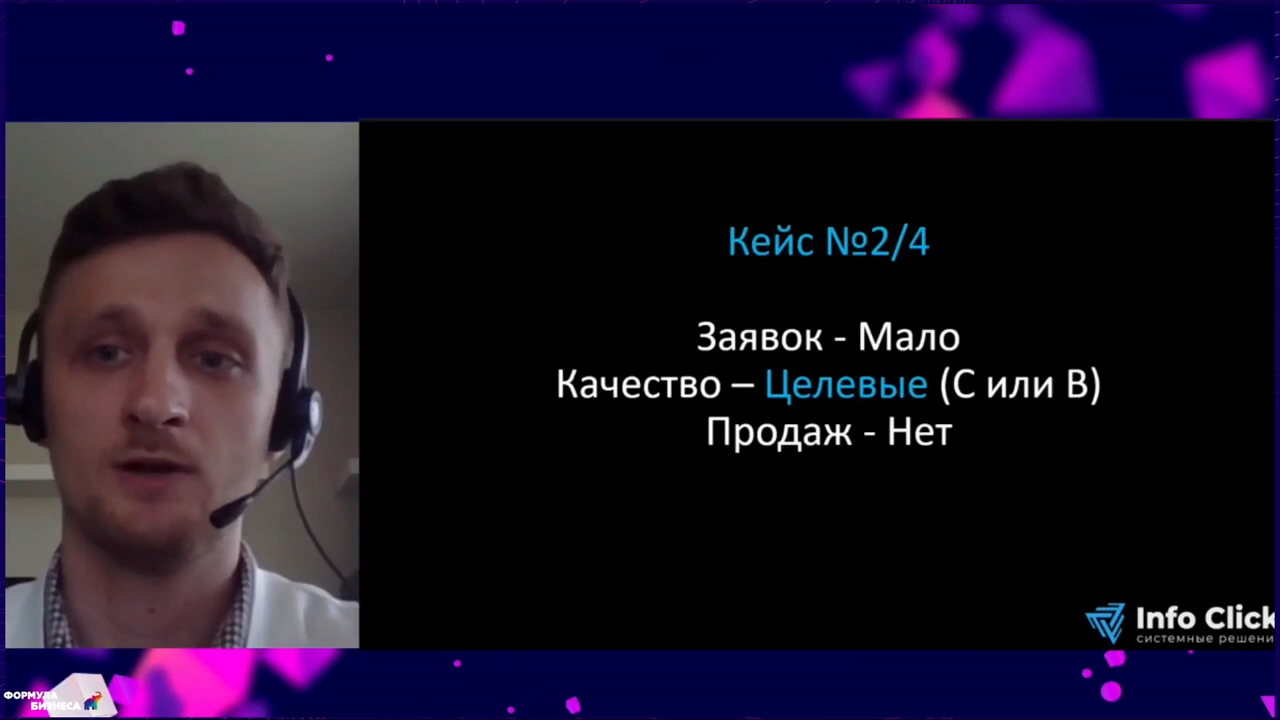 Кейс №2/4
Заявок - Мало
Качество – Целевые (С или В)
Продаж - Нет
Info Click
системные решени
ФОРМУЛА
БИЗНЕСА